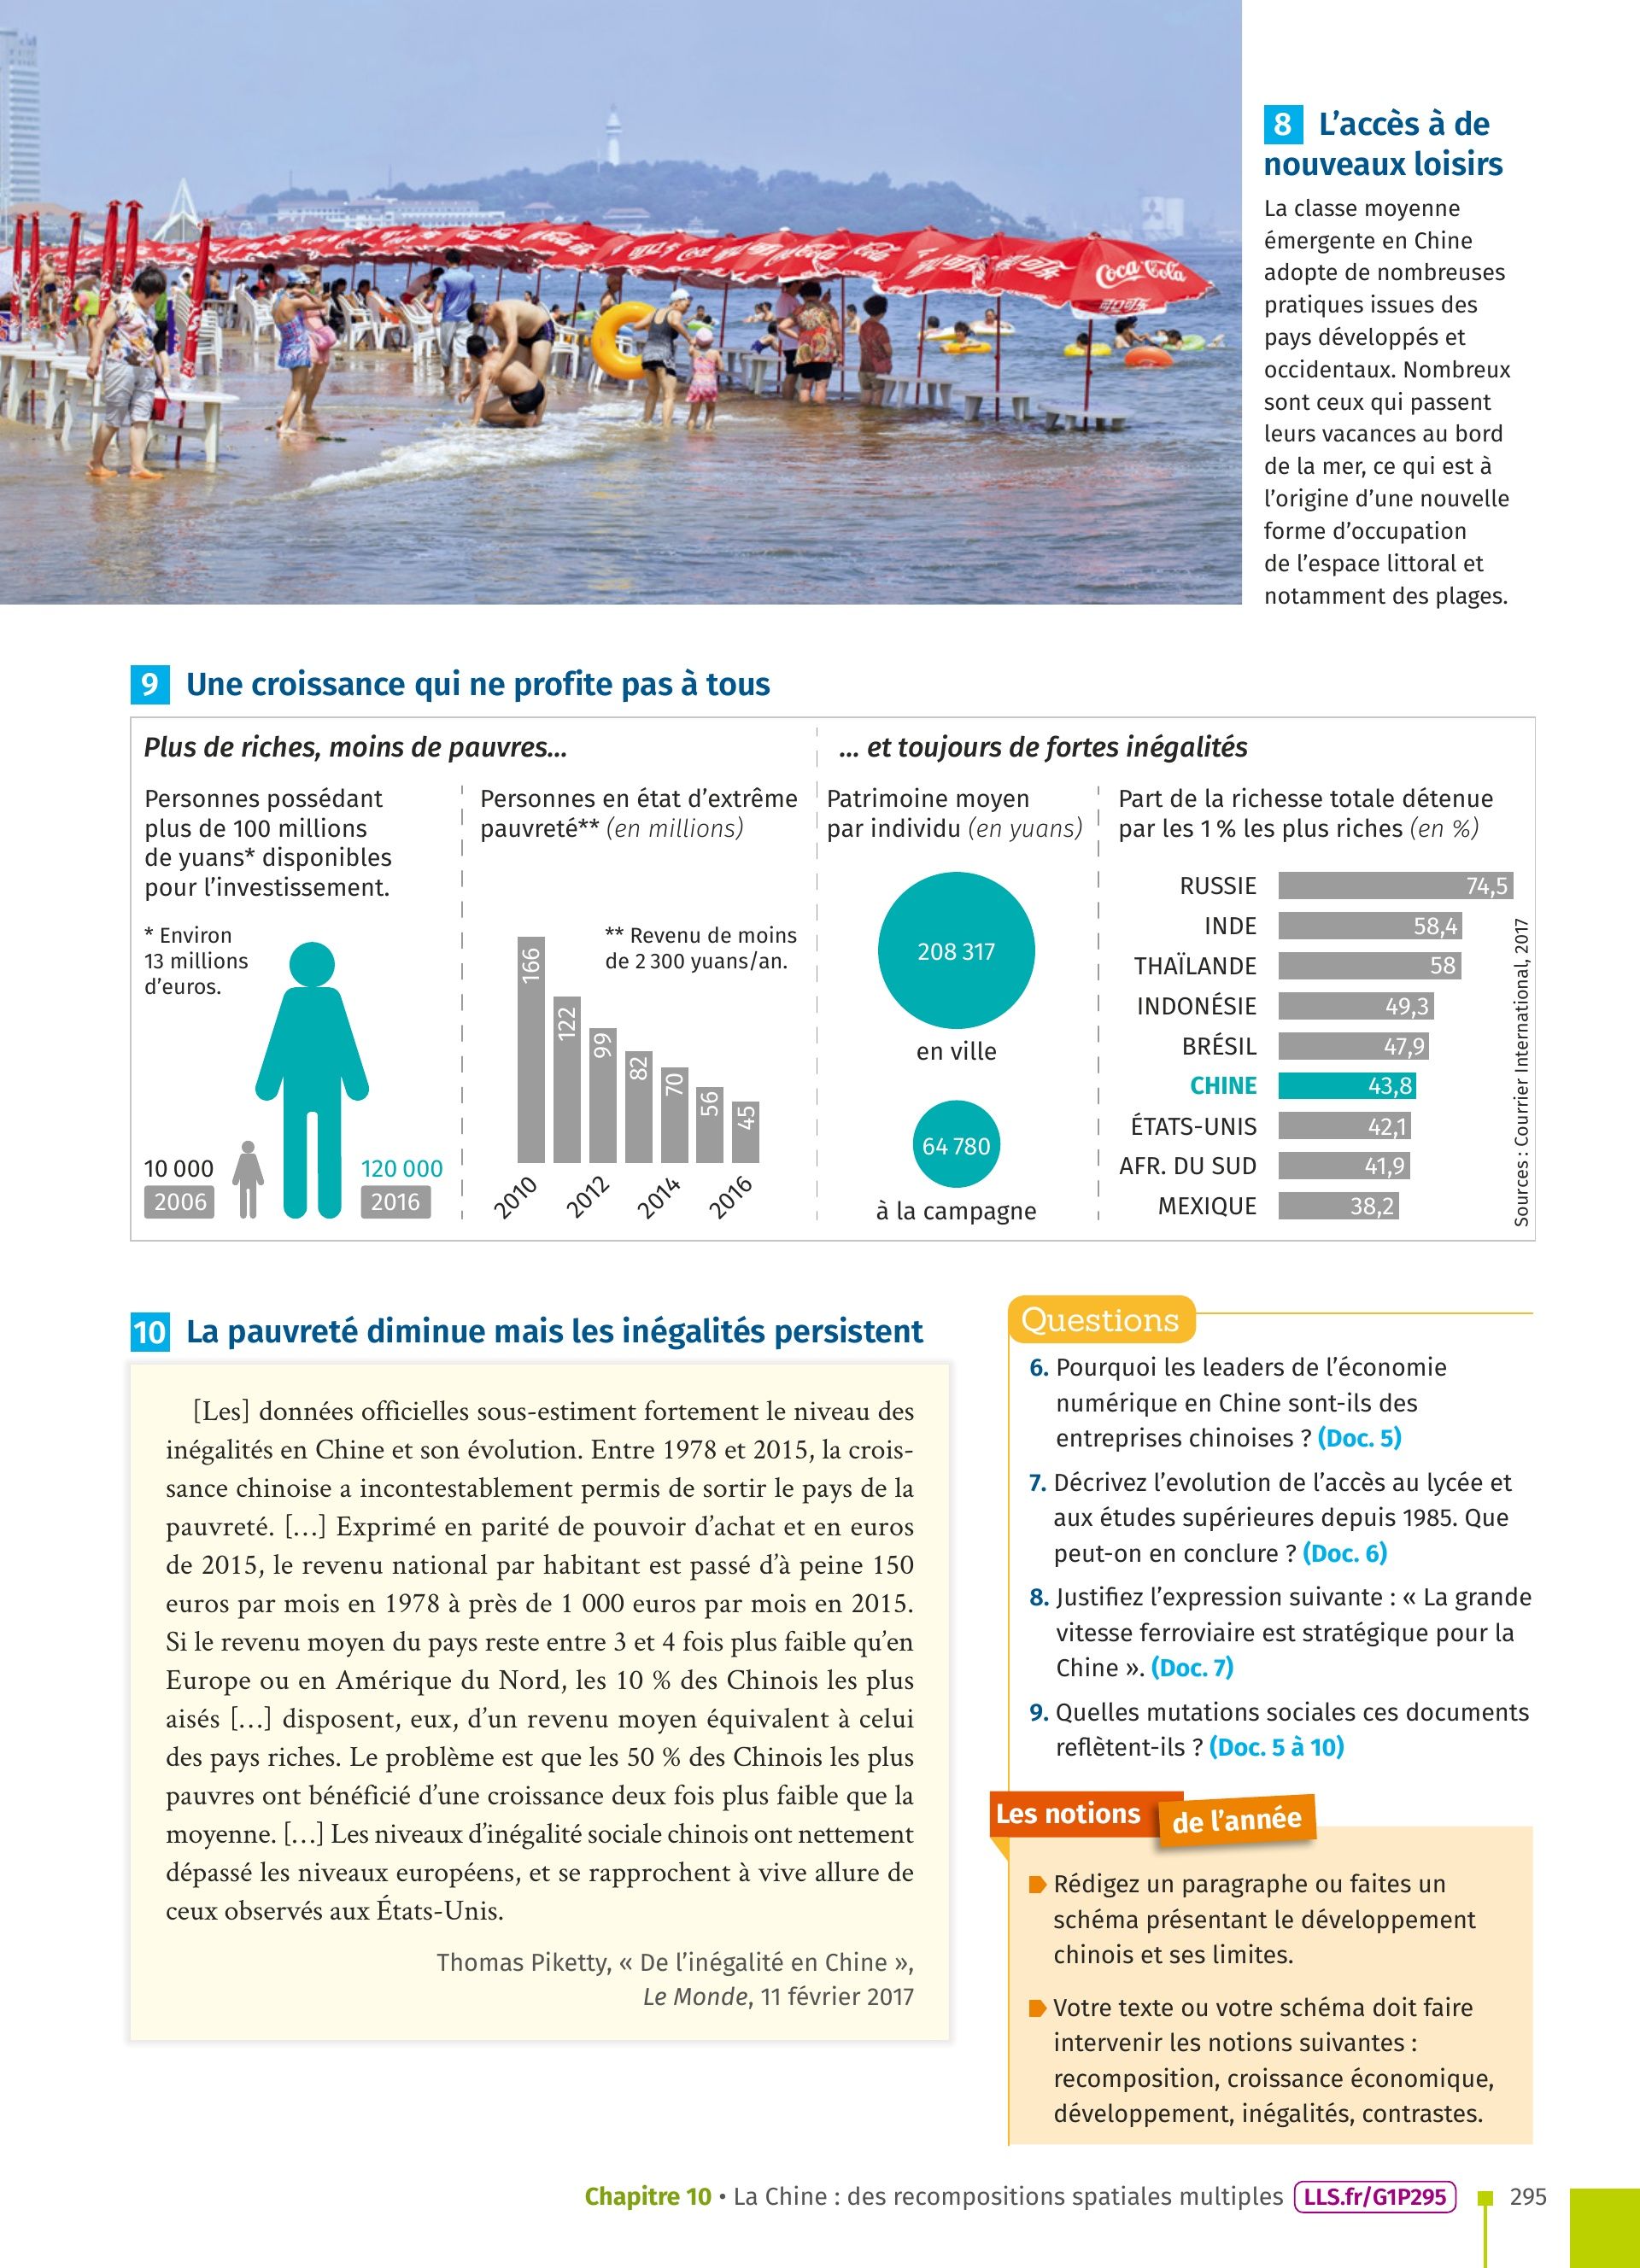 Coca-Cola
8 L'accès à de
nouveaux loisirs
La classe moyenne
émergente en Chine
adopte de nombreuses
pratiques issues des
pays développés et
occidentaux. Nombreux
sont ceux qui passent
leurs vacances au bord
de la mer, ce qui est à
l'origine d'une nouvelle
forme d'occupation
de l'espace littoral et
notamment des plages.
9 Une croissance qui ne profite pas à tous
Plus de riches, moins de pauvres...
Personnes possédant
plus de 100 millions
de yuans* disponibles
pour l'investissement.
* Environ
13 millions
d'euros.
10 000
2006
120 000
2016
Personnes en état d'extrême
pauvreté** (en millions)
** Revenu de moins
de 2 300 yuans/an.
166
122
99
82
70
56
45
2010
2012
2014
2016
... et toujours de fortes inégalités
Patrimoine moyen
par individu (en yuans)
208 317
en ville
64 780
à la campagne
Part de la richesse totale détenue
par les 1 % les plus riches (en %)
RUSSIE 74,5
INDE 58,4
THAÏLANDE 58
INDONÉSIE 49,3
BRÉSIL 47,9
CHINE 43,8
ÉTATS-UNIS 42,1
AFR. DU SUD 41,9
MEXIQUE 38,2
Sources : Courrier International, 2017
10 La pauvreté diminue mais les inégalités persistent
[Les] données officielles sous-estiment fortement le niveau des
inégalités en Chine et son évolution. Entre 1978 et 2015, la crois-
sance chinoise a incontestablement permis de sortir le pays de la
pauvreté. [...] Exprimé en parité de pouvoir d'achat et en euros
de 2015, le revenu national par habitant est passé d'à peine 150
euros par mois en 1978 à près de 1 000 euros par mois en 2015.
Si le revenu moyen du pays reste entre 3 et 4 fois plus faible qu'en
Europe ou en Amérique du Nord, les 10 % des Chinois les plus
aisés [...] disposent, eux, d'un revenu moyen équivalent à celui
des pays riches. Le problème est que les 50 % des Chinois les plus
pauvres ont bénéficié d'une croissance deux fois plus faible que la
moyenne. [...] Les niveaux d'inégalité sociale chinois ont nettement
dépassé les niveaux européens, et se rapprochent à vive allure de
ceux observés aux États-Unis.
Thomas Piketty, « De l'inégalité en Chine »,
Le Monde, 11 février 2017
Questions
6. Pourquoi les leaders de l'économie
numérique en Chine sont-ils des
entreprises chinoises ? (Doc. 5)
7. Décrivez l'evolution de l'accès au lycée et
aux études supérieures depuis 1985. Que
peut-on en conclure ? (Doc. 6)
8. Justifiez l'expression suivante : « La grande
vitesse ferroviaire est stratégique pour la
Chine ». (Doc. 7)
9. Quelles mutations sociales ces documents
reflètent-ils ? (Doc. 5 à 10)
Les notions de l'année
Rédigez un paragraphe ou faites un
schéma présentant le développement
chinois et ses limites.
Votre texte ou votre schéma doit faire
intervenir les notions suivantes :
recomposition, croissance économique,
développement, inégalités, contrastes.
Chapitre 10 • La Chine : des recompositions spatiales multiples LLS.fr/G1P295 295